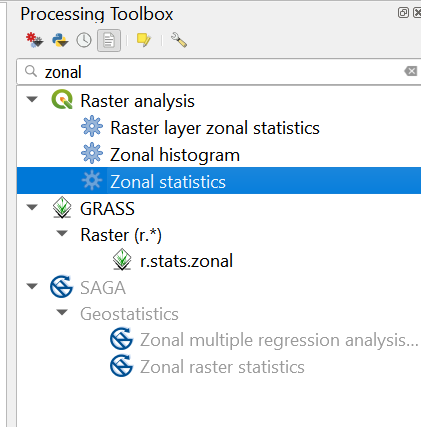 Processing Toolbox
zonal
Raster analysis
Raster layer zonal statistics
Zonal histogram
Zonal statistics
GRASS
Raster (r.*)
r.stats.zonal
SAGA
Geostatistics
Zonal multiple regression analysis...
Zonal raster statistics